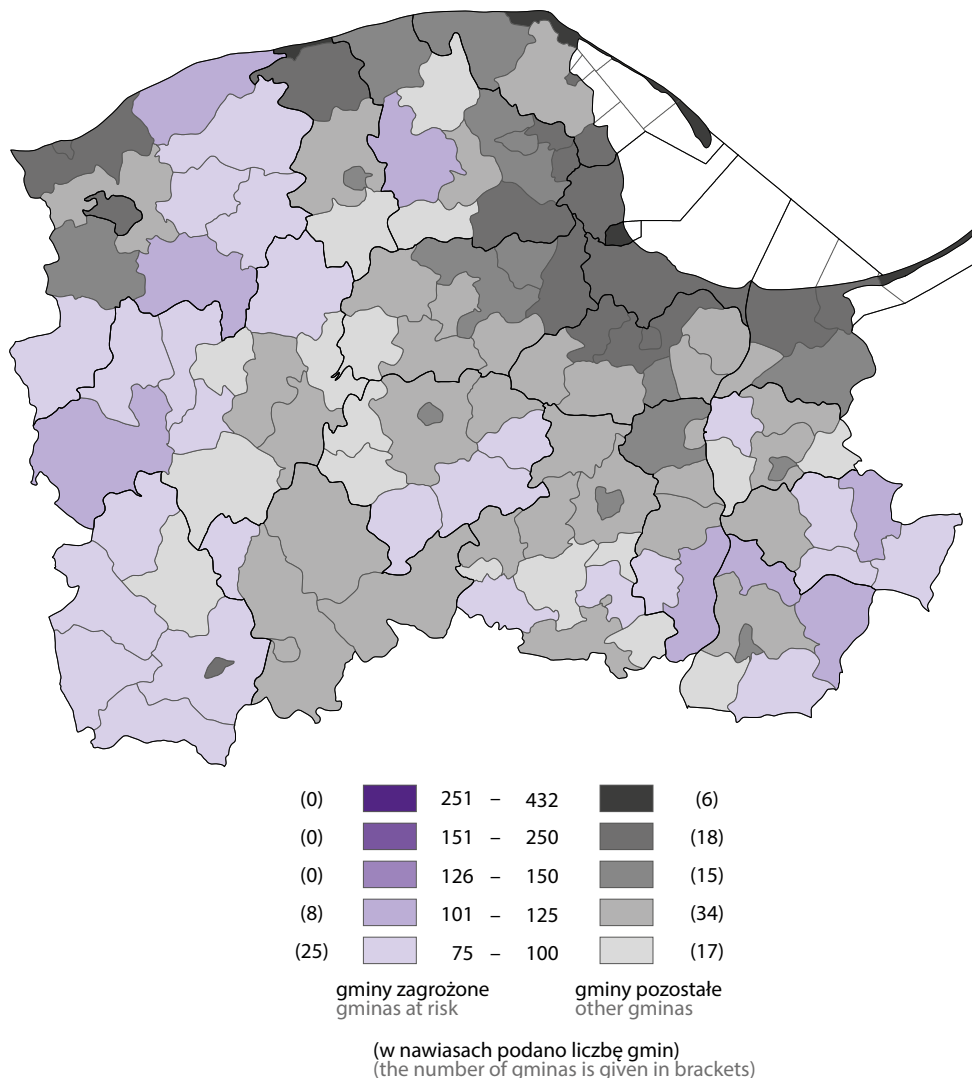 (0) 251 – 432 (6)
(0) 151 – 250 (18)
(0) 126 – 150 (15)
(8) 101 – 125 (34)
(25) 75 – 100 (17)
gminy zagrożone gminy pozostałe
gminas at risk other gminas
(w nawiasach podano liczbę gmin)
(the number of gminas is given in brackets)